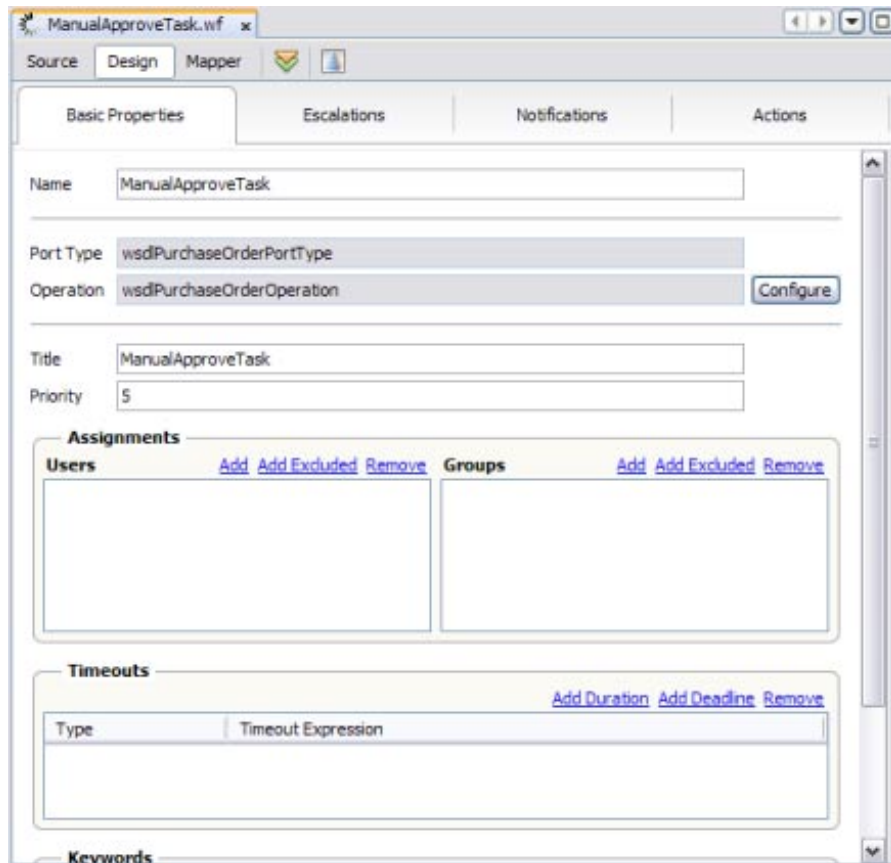 ManualApproveTask.wf x
Source Design Mapper
Basic Properties Escalations Notifications Actions
Name ManualApproveTask
Port Type wsdlPurchaseOrderPortType
Operation wsdlPurchaseOrderOperation Configure
Title ManualApproveTask
Priority 5
Assignments
Users Add Add Excluded Remove Groups Add Add Excluded Remove
Timeouts
Add Duration Add Deadline Remove
Type Timeout Expression
Keywords